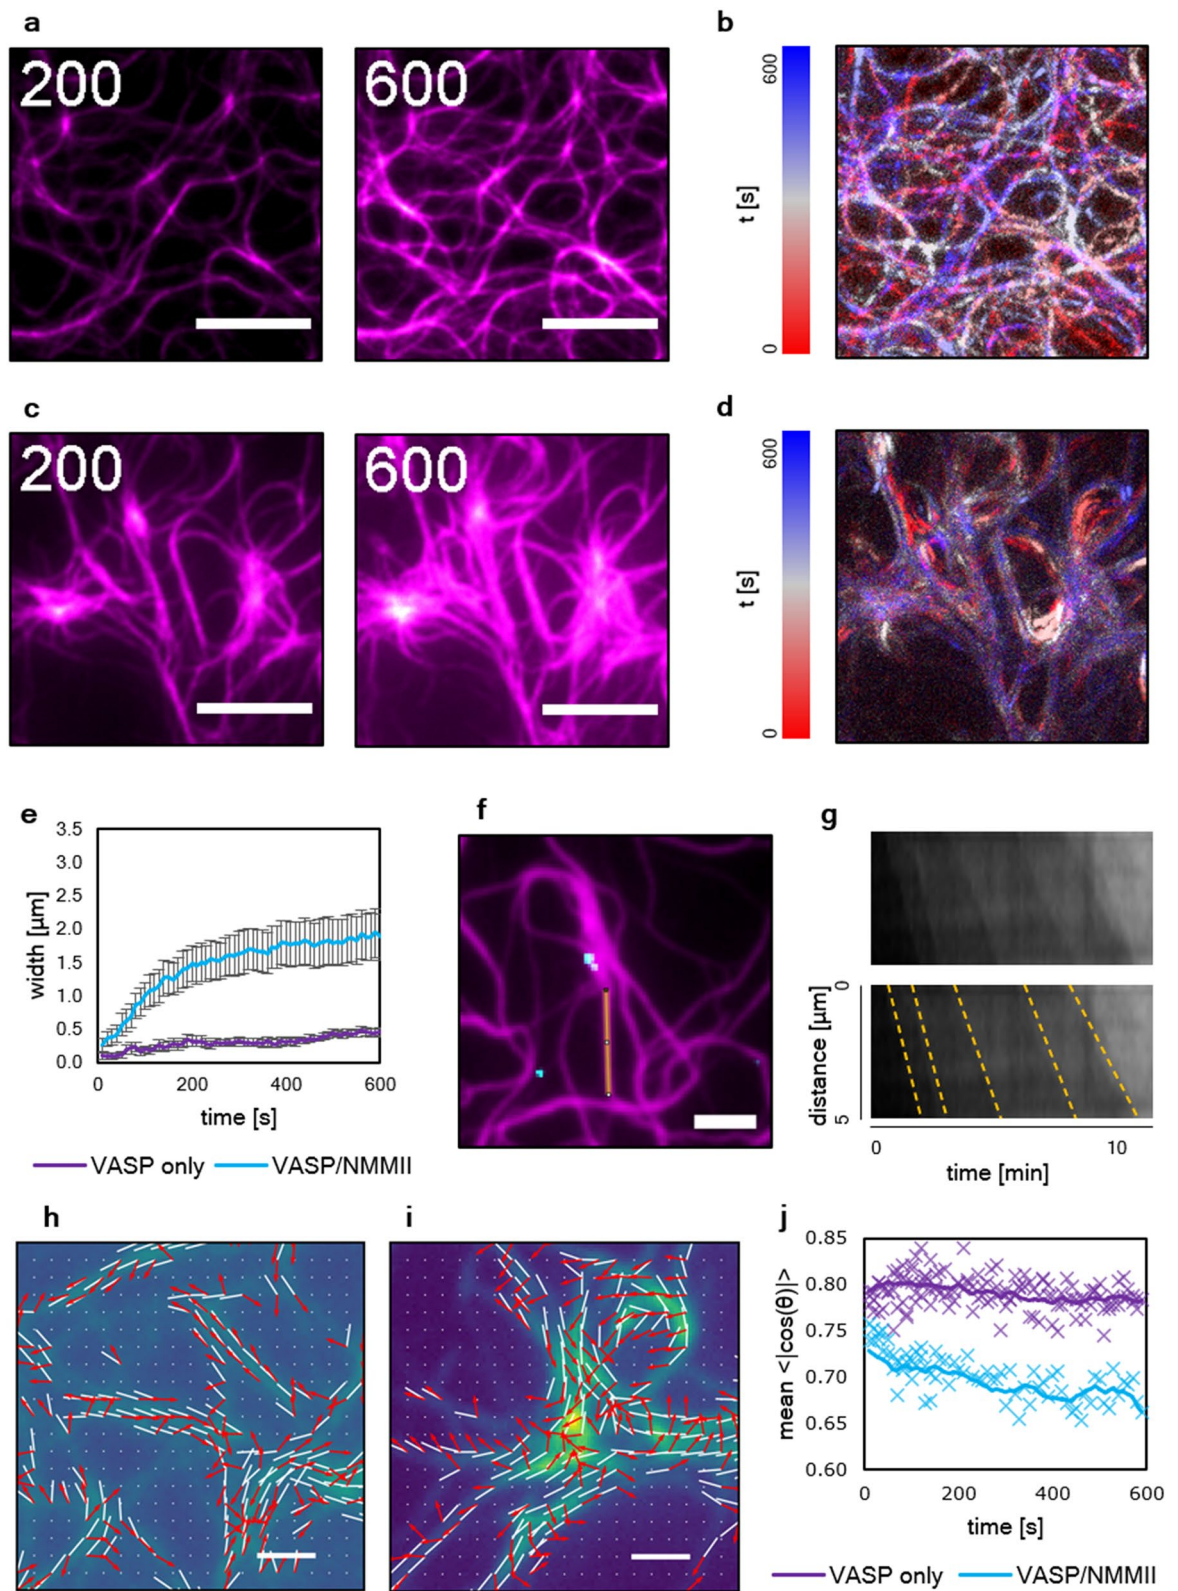 a
b
200
600
600
t [s]
0
c
d
200
600
600
t [s]
0
e
f
g
3.5
3.0
2.5
2.0
1.5
1.0
0.5
0.0
width [µm]
0
200
400
600
time [s]
VASP only
VASP/NMMII
0
distance [µm]
5
0
10
time [min]
h
i
j
0.85
0.80
0.75
0.70
0.65
0.60
mean <|cos(θ)|>
0
200
400
600
time [s]
VASP only
VASP/NMMII